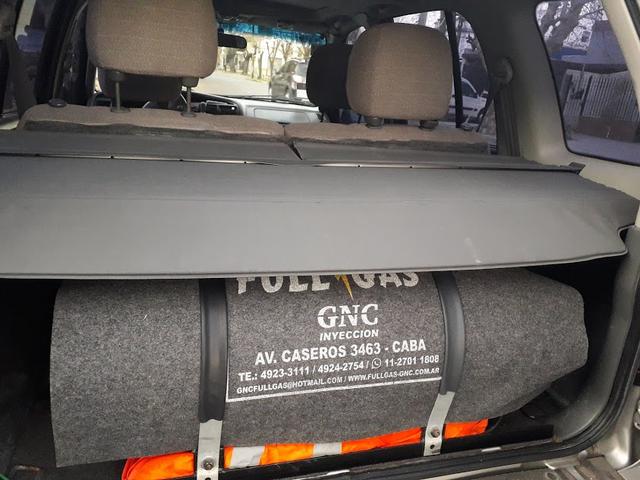 FULL GAS
GNC
INYECCION
AV. CASEROS 3463 - CABA
TE.: 4923-3111 / 4924-2754 / 11-2701 1808
GNCFULLGAS@HOTMAIL.COM / WWW.FULLGAS-GNC.COM.AR